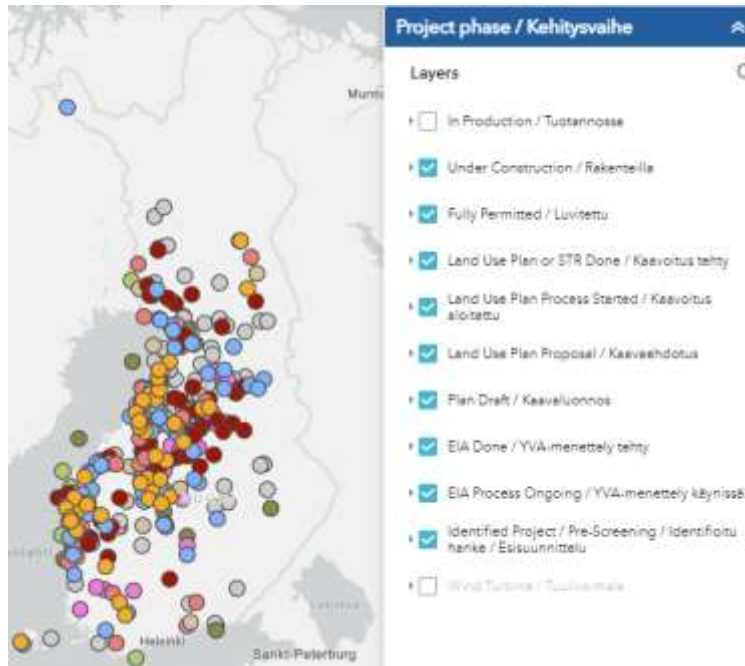 Murm
Helsinki
Sankt-Peterburg
Project phase / Kehitysvaihe
Layers
In Production / Tuotannossa
Under Construction / Rakenteilla
Fully Permitted / Luvitettu
Land Use Plan or STR Done / Kaavoitus tehty
Land Use Plan Process Started / Kaavoitus
aloitettu
Land Use Plan Proposal / Kaavaehdotus
Plan Draft / Kaavaluonnos
EIA Done / YVA-menettely tehty
EIA Process Ongoing / YVA-menettely käynissä
Identified Project / Pre-Screening / Identifioitu
hanke / Esisuunnittelu
Wind Turbine / Tuulivoimala